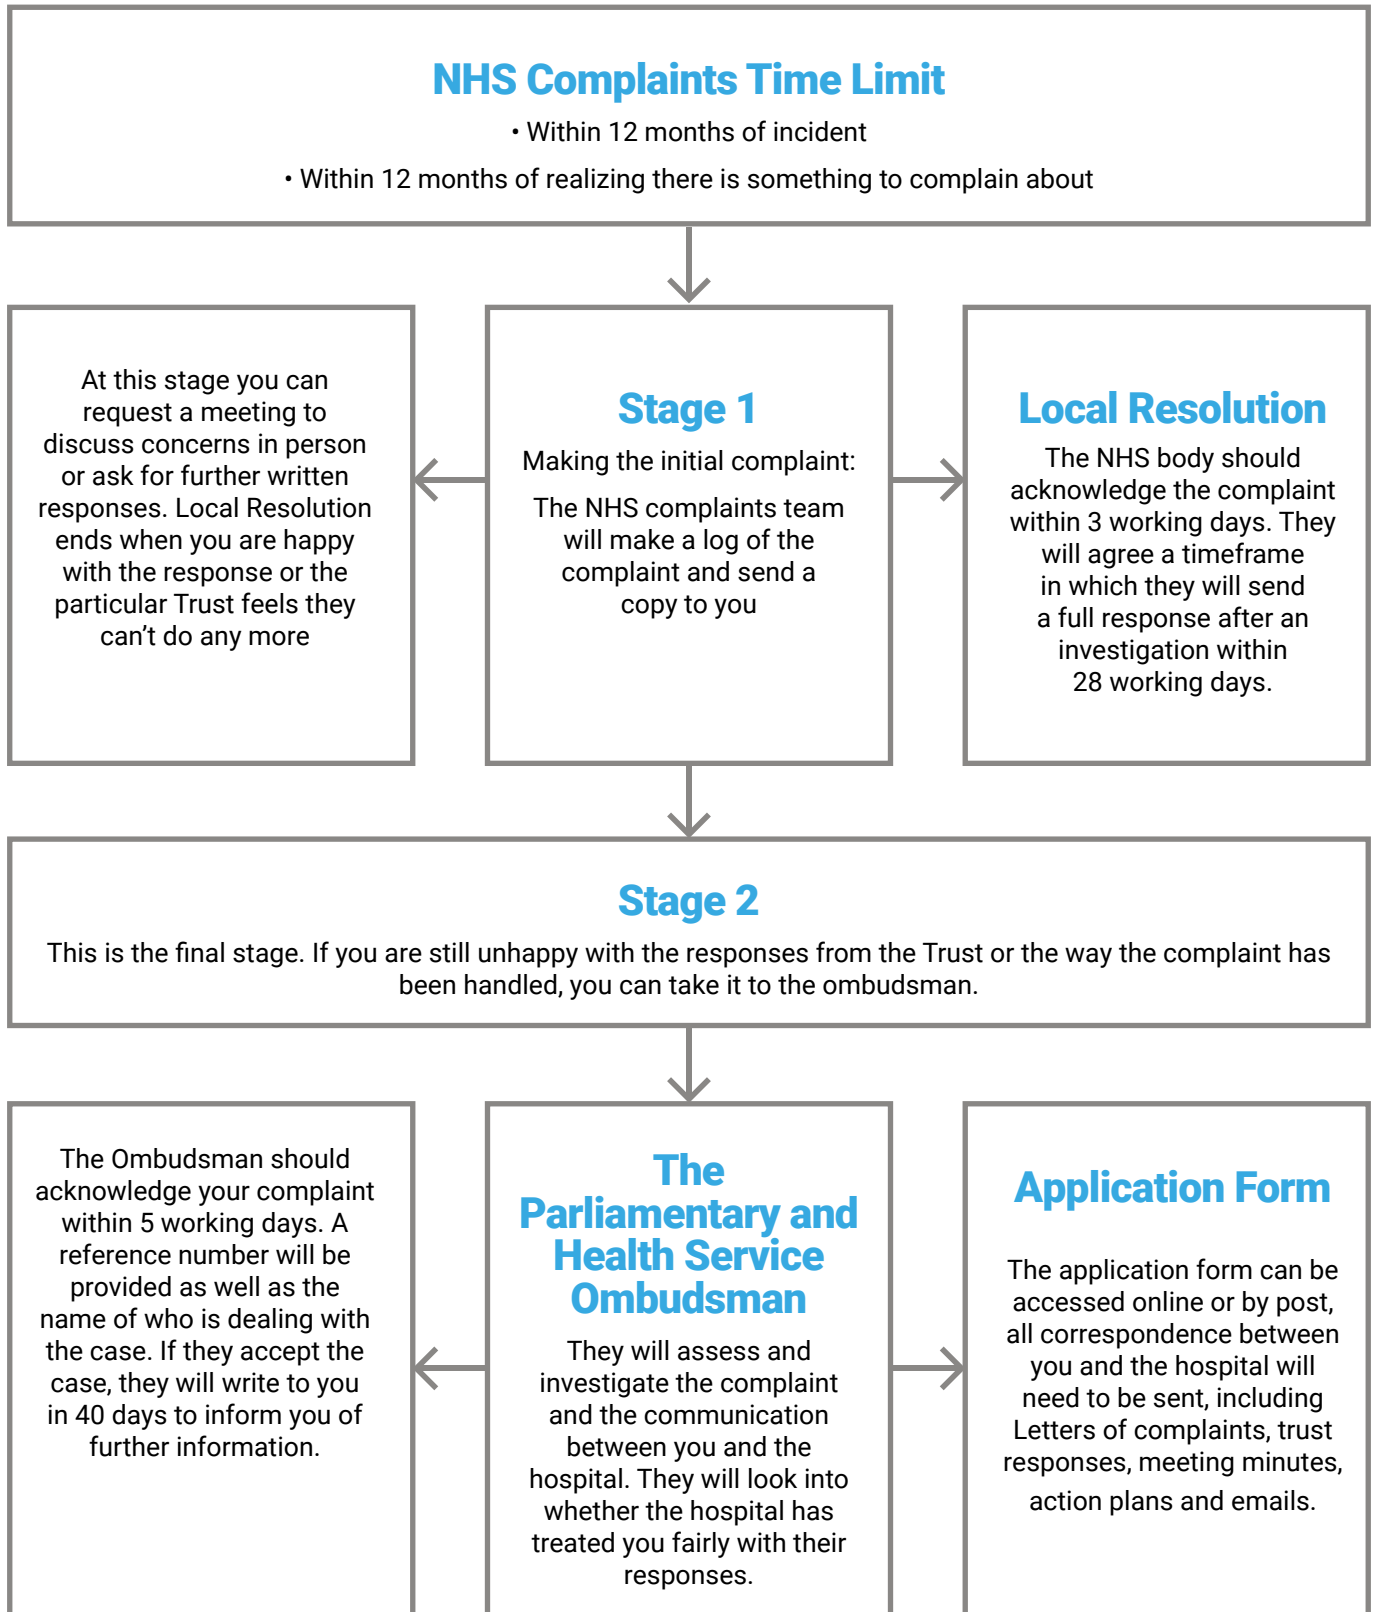 NHS Complaints Time Limit
• Within 12 months of incident
• Within 12 months of realizing there is something to complain about
At this stage you can
request a meeting to
discuss concerns in person
or ask for further written
responses. Local Resolution
ends when you are happy
with the response or the
particular Trust feels they
can’t do any more
Stage 1
Making the initial complaint:
The NHS complaints team
will make a log of the
complaint and send a
copy to you
Local Resolution
The NHS body should
acknowledge the complaint
within 3 working days. They
will agree a timeframe
in which they will send
a full response after an
investigation within
28 working days.
Stage 2
This is the final stage. If you are still unhappy with the responses from the Trust or the way the complaint has
been handled, you can take it to the ombudsman.
The Ombudsman should
acknowledge your complaint
within 5 working days. A
reference number will be
provided as well as the
name of who is dealing with
the case. If they accept the
case, they will write to you
in 40 days to inform you of
further information.
The
Parliamentary and
Health Service
Ombudsman
They will assess and
investigate the complaint
and the communication
between you and the
hospital. They will look into
whether the hospital has
treated you fairly with their
responses.
Application Form
The application form can be
accessed online or by post,
all correspondence between
you and the hospital will
need to be sent, including
Letters of complaints, trust
responses, meeting minutes,
action plans and emails.